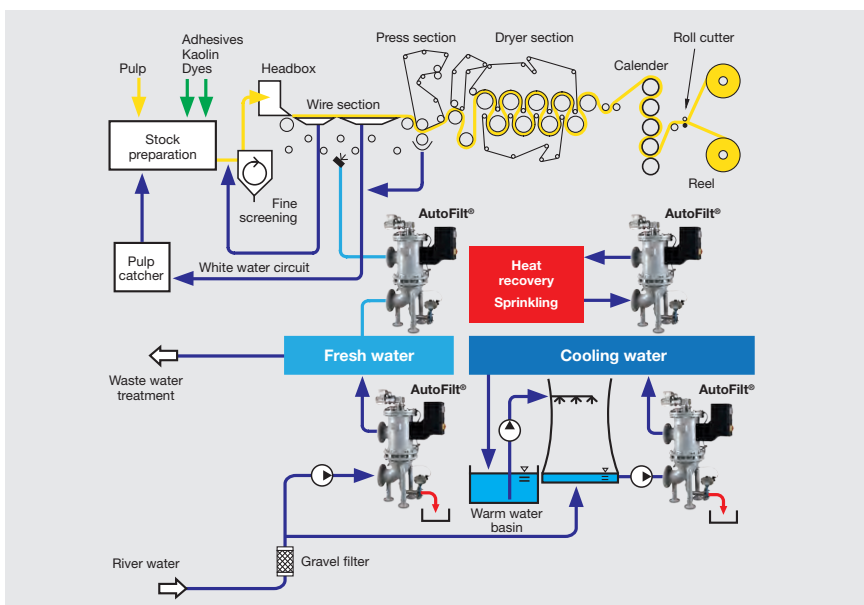 Press section
Dryer section
Roll cutter
Adhesives
Kaolin
Dyes
Pulp
Headbox
Calender
Wire section
Stock
preparation
Fine
screening
Reel
AutoFilt®
AutoFilt®
Pulp
catcher
White water circuit
Heat
recovery
Sprinkling
Fresh water
Cooling water
Waste water
treatment
AutoFilt®
AutoFilt®
Warm water
basin
River water
Gravel filter